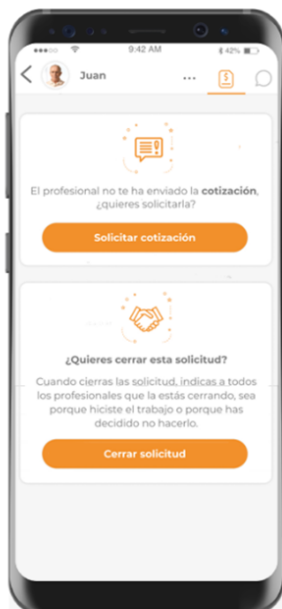 9:42 AM
42%
Juan
...
$
El profesional no te ha enviado la cotización,
¿quieres solicitarla?
Solicitar cotización
¿Quieres cerrar esta solicitud?
Cuando cierras las solicitud, indicas a todos
los profesionales que la estás cerrando, sea
porque hiciste el trabajo o porque has
decidido no hacerlo.
Cerrar solicitud